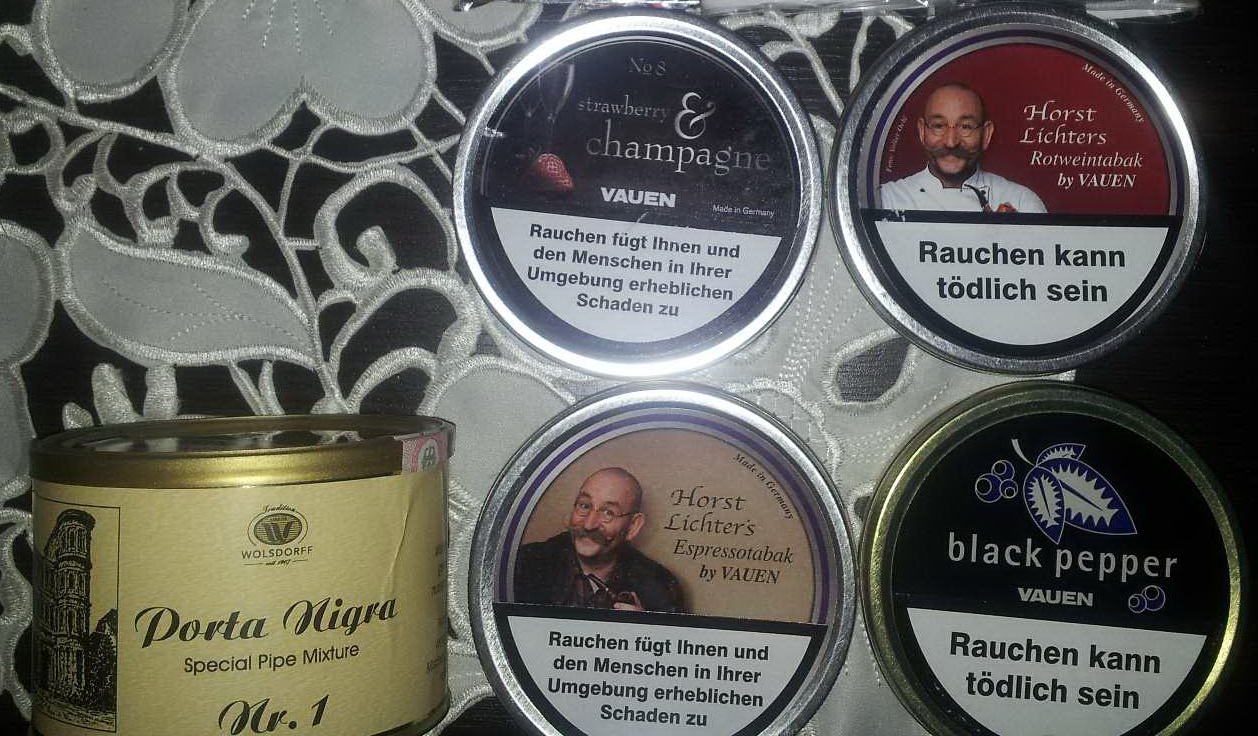 No 8
strawberry &
champagne
VAUEN
Made in Germany
Rauchen fügt Ihnen und
den Menschen in Ihrer
Umgebung erheblichen
Schaden zu
Made in Germany
Horst
Lichters
Rotweintabak
by VAUEN
Rauchen kann
tödlich sein
Tradition
W
WOLSDORFF
Porta Nigra
Special Pipe Mixture
Nr. 1
Made in Germany
Horst
Lichter's
Espressotabak
by VAUEN
Rauchen fügt Ihnen und
den Menschen in Ihrer
Umgebung erheblichen
Schaden zu
black pepper
VAUEN
Rauchen kann
tödlich sein